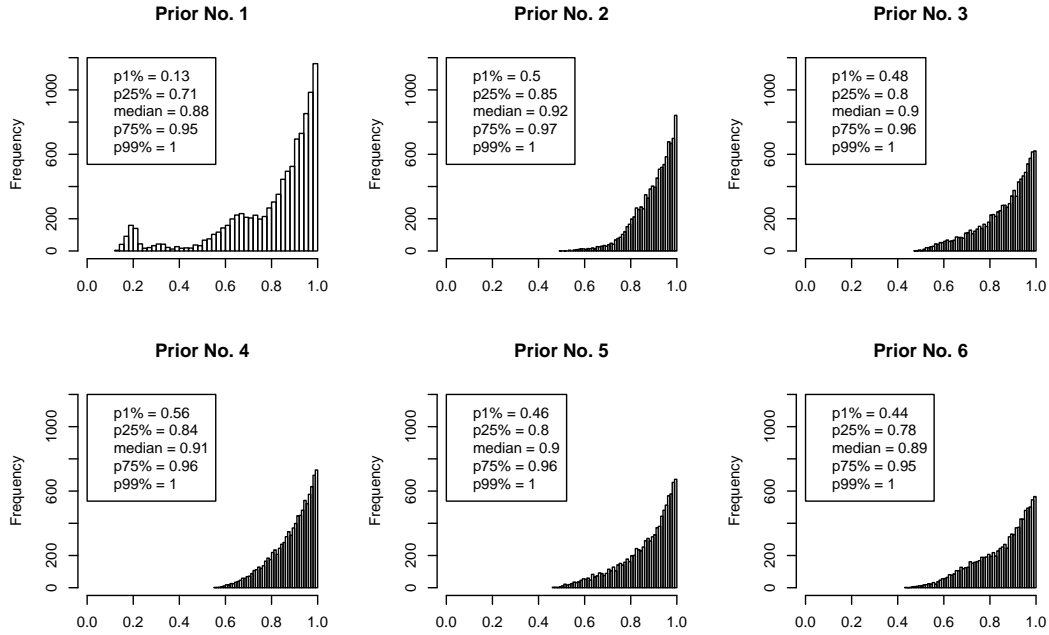 Prior No. 1
Frequency
0 200 600 1000
p1% = 0.13
p25% = 0.71
median = 0.88
p75% = 0.95
p99% = 1
0.0 0.2 0.4 0.6 0.8 1.0
Prior No. 2
Frequency
0 200 600 1000
p1% = 0.5
p25% = 0.85
median = 0.92
p75% = 0.97
p99% = 1
0.0 0.2 0.4 0.6 0.8 1.0
Prior No. 3
Frequency
0 200 600 1000
p1% = 0.48
p25% = 0.8
median = 0.9
p75% = 0.96
p99% = 1
0.0 0.2 0.4 0.6 0.8 1.0
Prior No. 4
Frequency
0 200 600 1000
p1% = 0.56
p25% = 0.84
median = 0.91
p75% = 0.96
p99% = 1
0.0 0.2 0.4 0.6 0.8 1.0
Prior No. 5
Frequency
0 200 600 1000
p1% = 0.46
p25% = 0.8
median = 0.9
p75% = 0.96
p99% = 1
0.0 0.2 0.4 0.6 0.8 1.0
Prior No. 6
Frequency
0 200 600 1000
p1% = 0.44
p25% = 0.78
median = 0.89
p75% = 0.95
p99% = 1
0.0 0.2 0.4 0.6 0.8 1.0